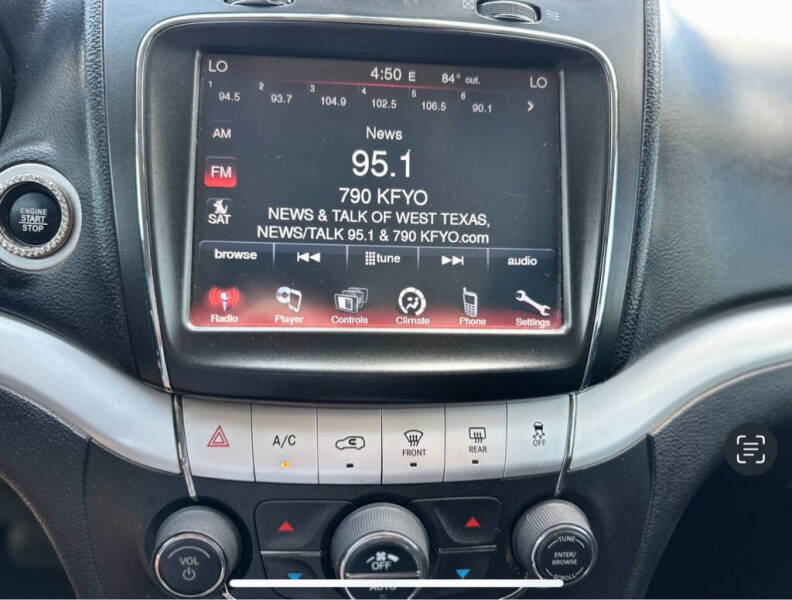 LO 4:50 E 84° out. LO
1 94.5 2 93.7 3 104.9 4 102.5 5 106.5 6 90.1
AM
News
FM
95.1
790 KFYO
SAT
NEWS & TALK OF WEST TEXAS,
NEWS/TALK 95.1 & 790 KFYO.com
browse tune audio
Radio Player Controls Climate Phone Settings
ENGINE
START
STOP
A/C
FRONT
REAR
OFF
VOL
OFF
AUTO
TUNE
ENTER/
BROWSE
SCROLL